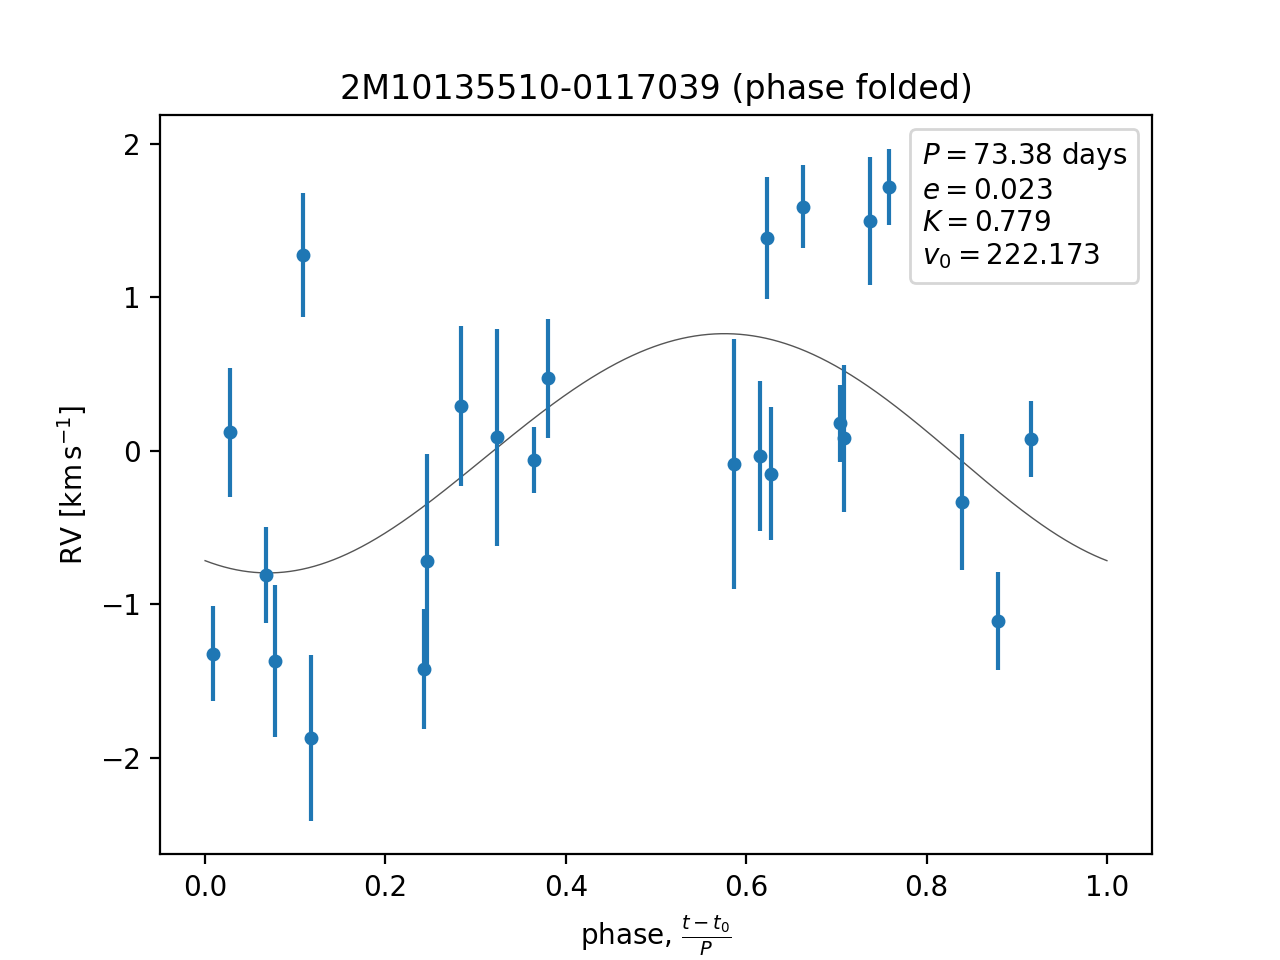 2M10135510-0117039 (phase folded)
P = 73.38 days
e = 0.023
K = 0.779
v₀ = 222.173
RV [km s⁻¹]
2
1
0
−1
−2
0.0 0.2 0.4 0.6 0.8 1.0
phase, (t − t₀)/P